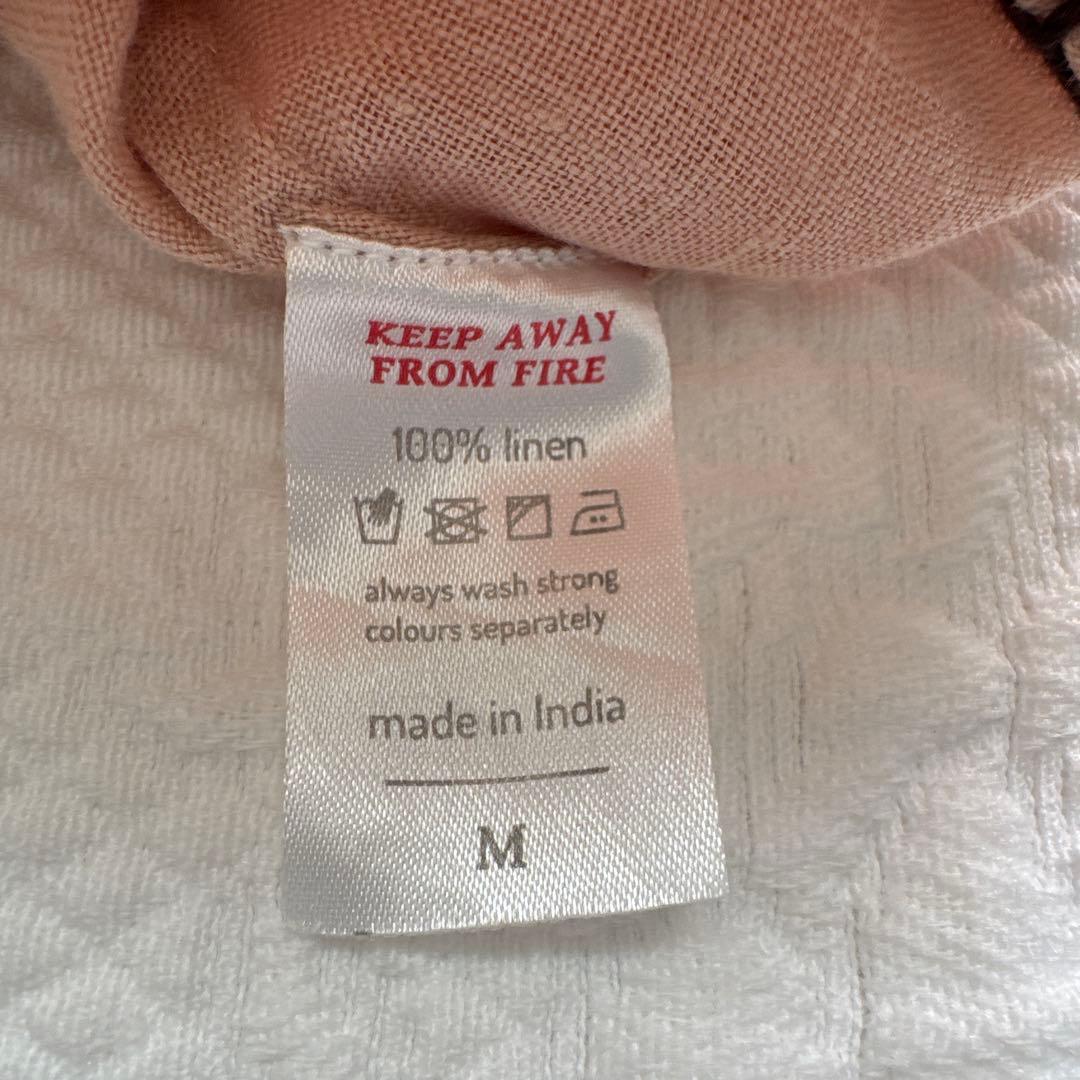 KEEP AWAY
FROM FIRE
100% linen
always wash strong
colours separately
made in India
M